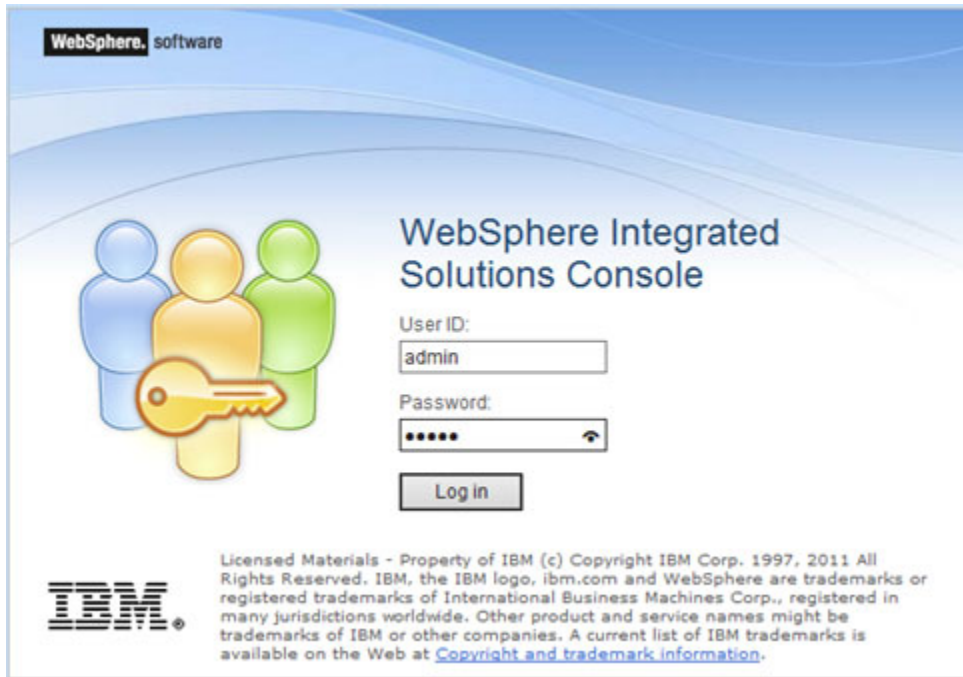 WebSphere. software
WebSphere Integrated
Solutions Console
User ID:
admin
Password:
•••••
Log in
Licensed Materials - Property of IBM (c) Copyright IBM Corp. 1997, 2011 All
Rights Reserved. IBM, the IBM logo, ibm.com and WebSphere are trademarks or
registered trademarks of International Business Machines Corp., registered in
many jurisdictions worldwide. Other product and service names might be
trademarks of IBM or other companies. A current list of IBM trademarks is
available on the Web at Copyright and trademark information.
IBM®